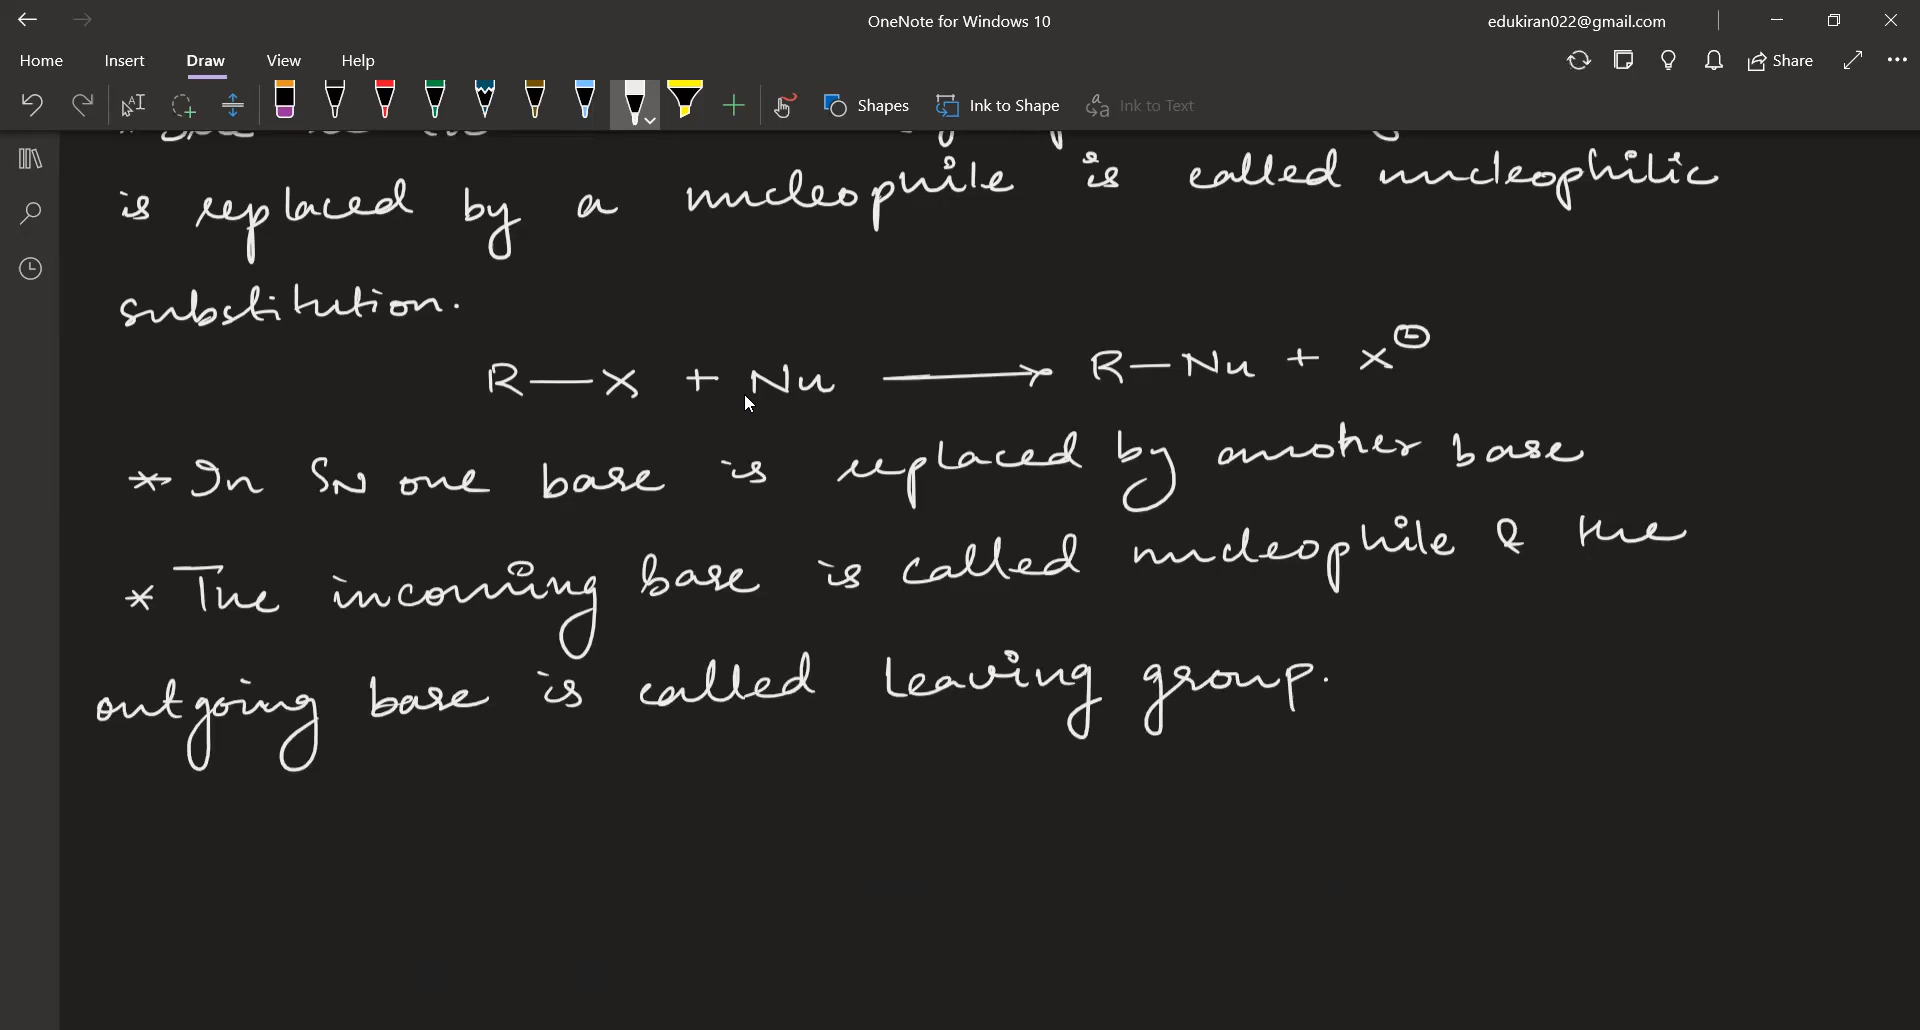 OneNote for Windows 10
edukiran022@gmail.com
Home Insert Draw View Help
Share
Shapes Ink to Shape Ink to Text
is replaced by a nucleophile is called nucleophilic
substitution.
R—X + Nu ⟶ R—Nu + X⊖
* In SN one base is replaced by another base
* The incoming base is called nucleophile & the
outgoing base is called leaving group.